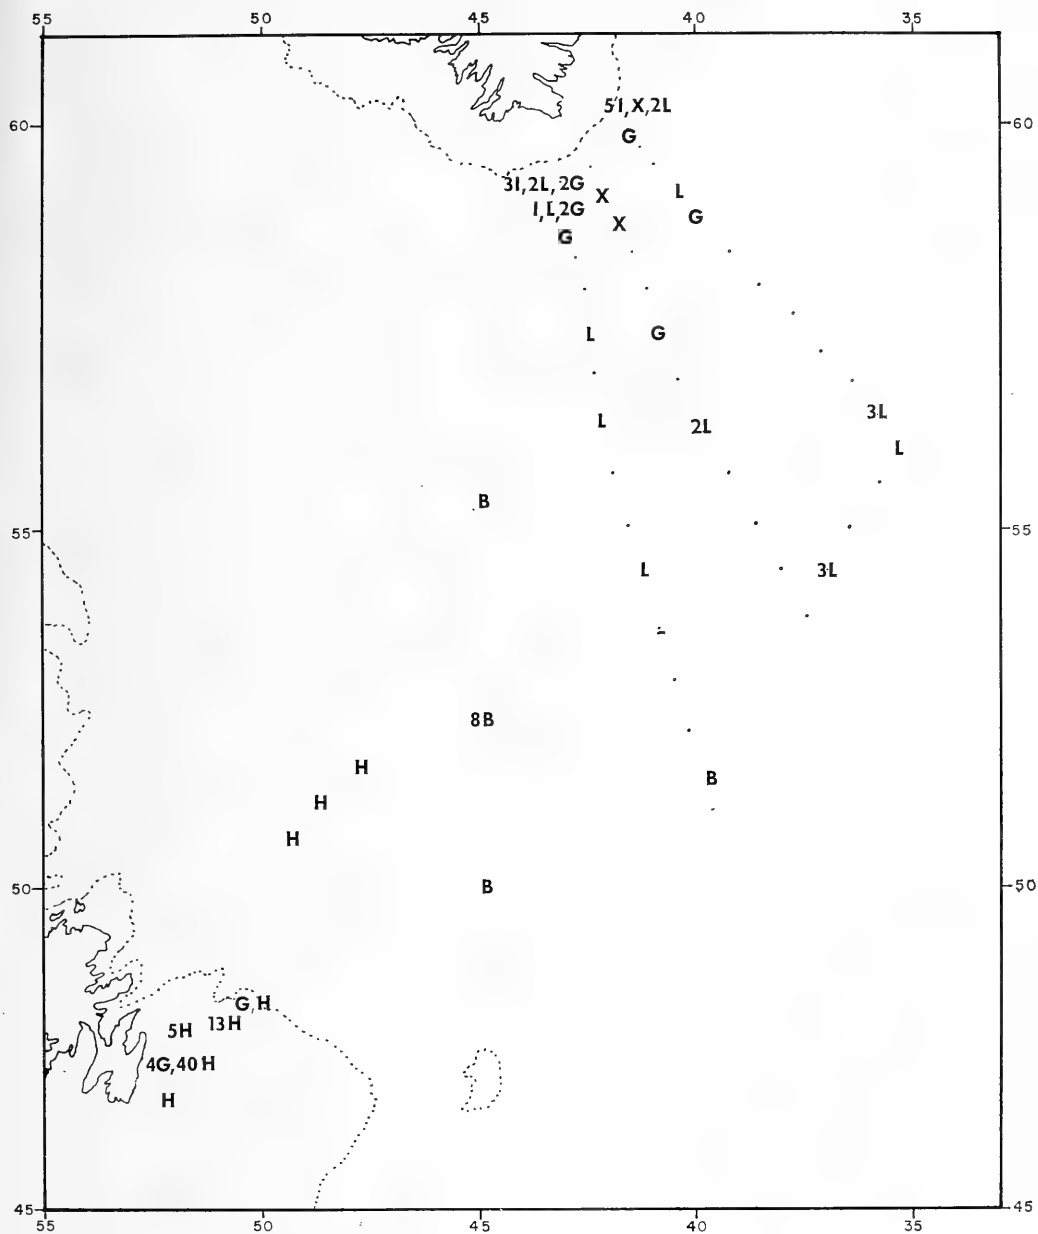 55 50 45 40 35
5I,X,2L
60 60
G
3I,2L,2G L
X
I,L,2G G
X
G
L G
3L
L 2L
L
B
55 55
L 3L
8B
H
B
H
H
50 B 50
G,H
13H
5H
4G,40H
H
45 45
55 50 45 40 35